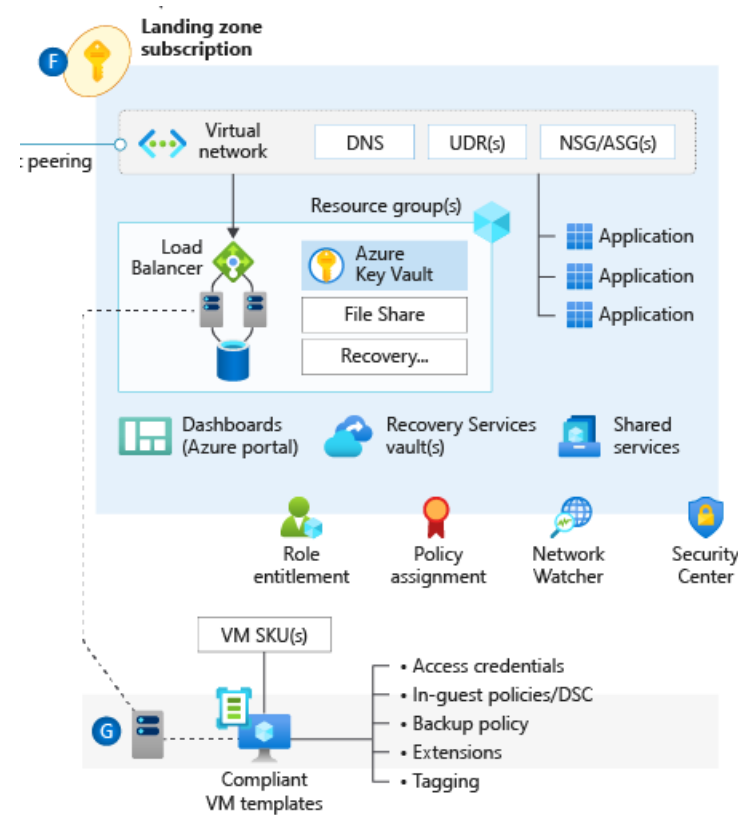 Landing zone
subscription
F
Virtual
network
DNS
UDR(s)
NSG/ASG(s)
peering
Resource group(s)
Load
Balancer
Azure
Key Vault
File Share
Recovery...
Application
Application
Application
Dashboards
(Azure portal)
Recovery Services
vault(s)
Shared
services
Role
entitlement
Policy
assignment
Network
Watcher
Security
Center
VM SKU(s)
G
Compliant
VM templates
• Access credentials
• In-guest policies/DSC
• Backup policy
• Extensions
• Tagging